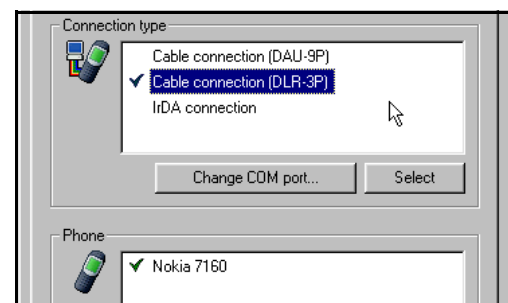 Connection type
Cable connection (DAU-9P)
Cable connection (DLR-3P)
IrDA connection
Change COM port...
Select
Phone
Nokia 7160